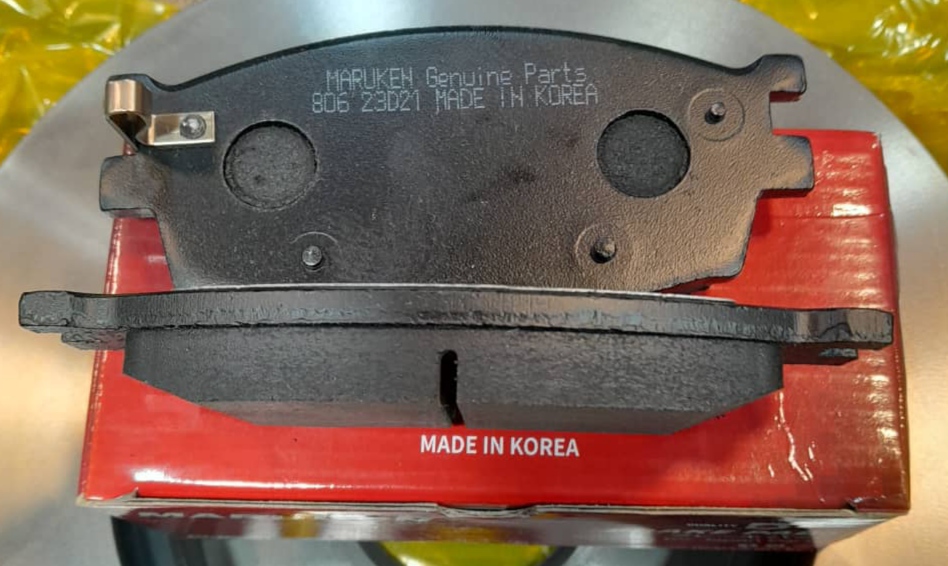 MARUKEN Genuine Parts
806 23D21 MADE IN KOREA
MADE IN KOREA